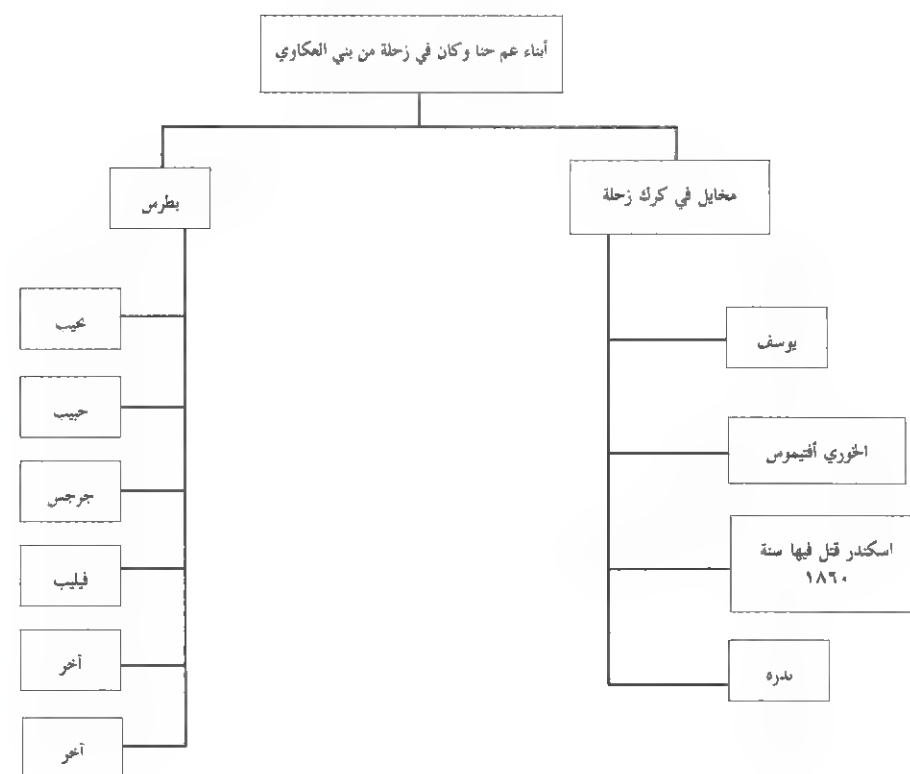 أبناء عم حنا وكان في زحلة من بني العكاوي
مخايل في كرك زحلة
يوسف
الخوري أفتيموس
اسكندر قتل فيها سنة
١٨٦٠
بدره
بطرس
نجيب
حبيب
جرجس
فيليب
آخر
آخر